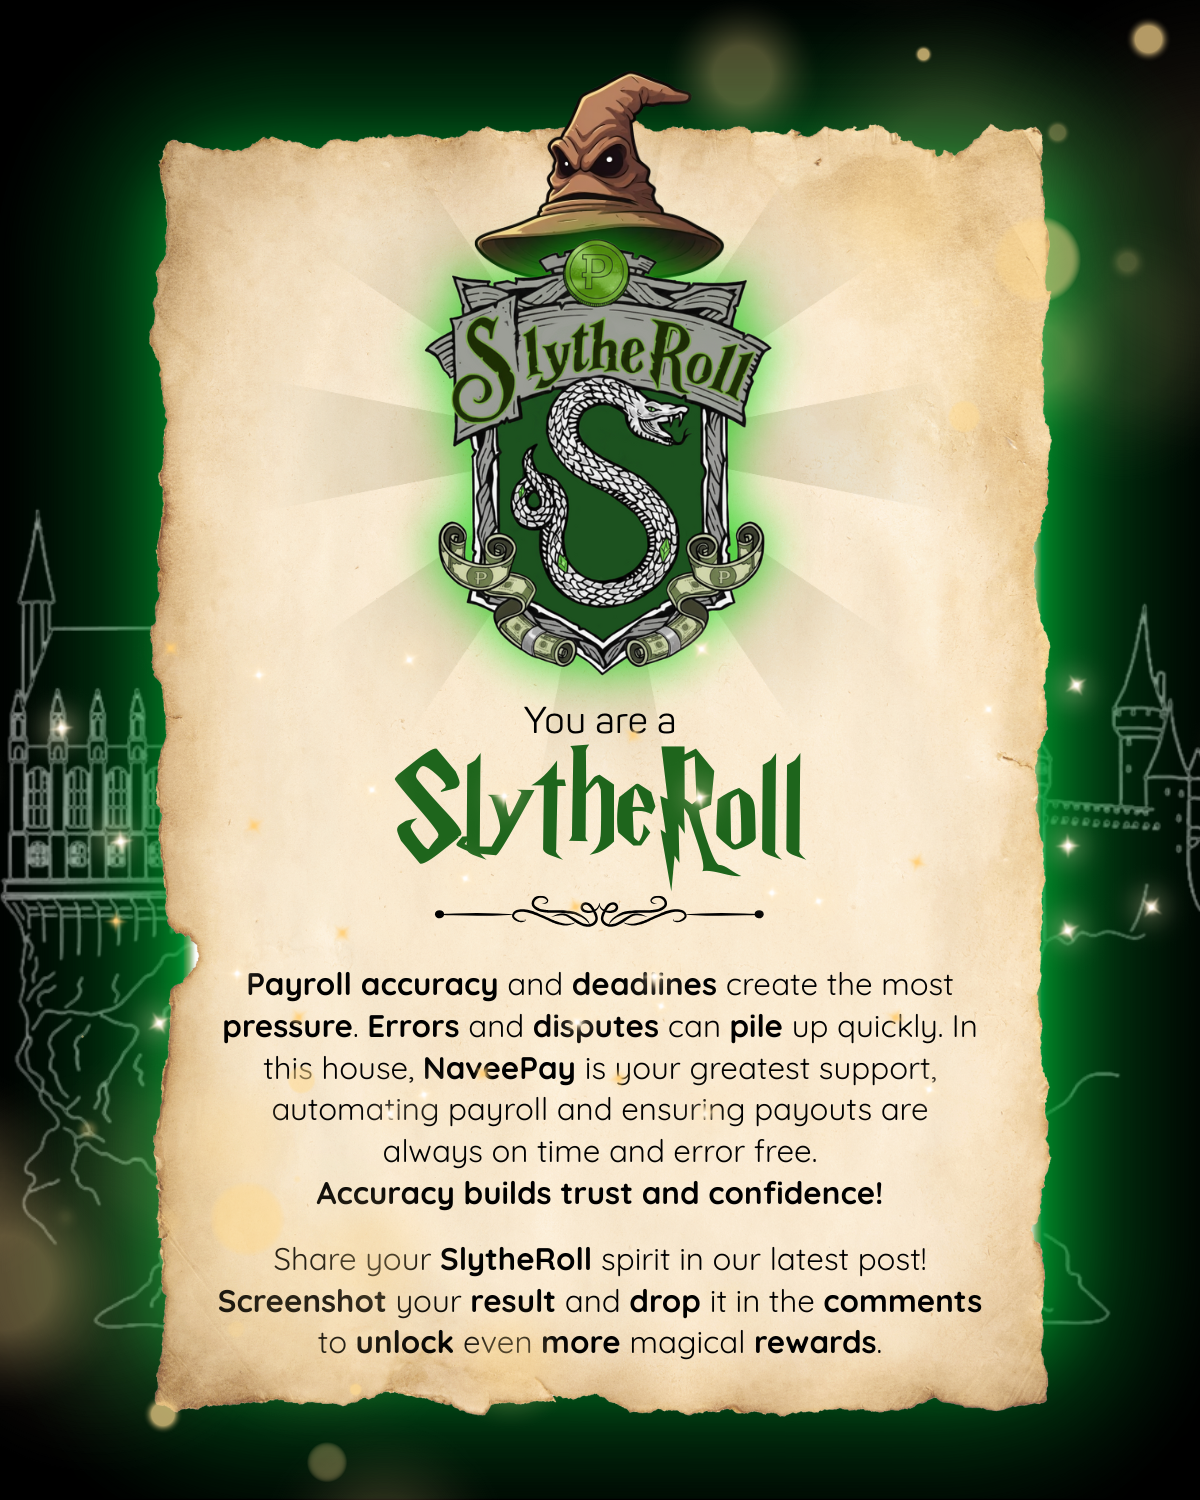 P
SlytheRoll
P
P
You are a
SlytheRoll
Payroll accuracy and deadlines create the most
pressure. Errors and disputes can pile up quickly. In
this house, NaveePay is your greatest support,
automating payroll and ensuring payouts are
always on time and error free.
Accuracy builds trust and confidence!
Share your SlytheRoll spirit in our latest post!
Screenshot your result and drop it in the comments
to unlock even more magical rewards.